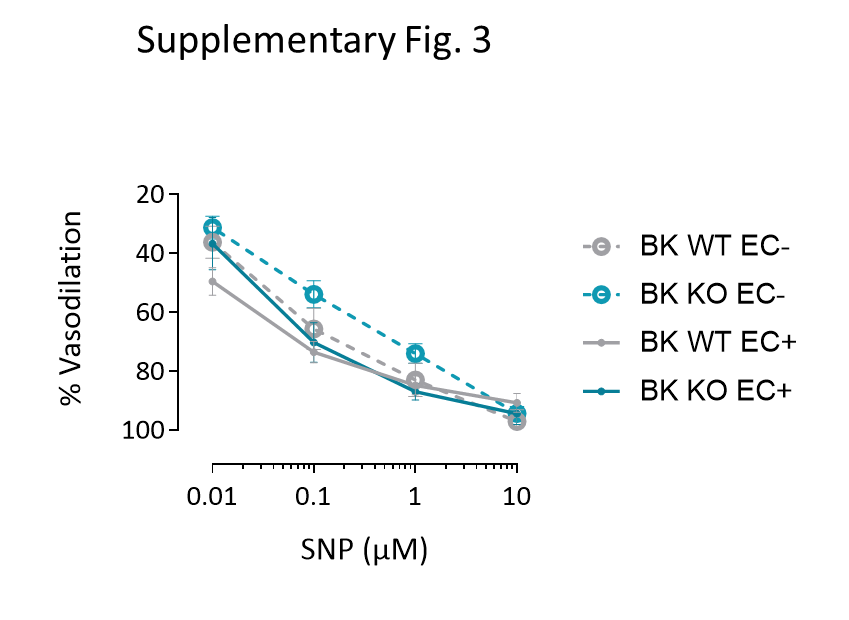 Supplementary Fig. 3
20
40
60
80
100
% Vasodilation
0.01 0.1 1 10
SNP (µM)
BK WT EC-
BK KO EC-
BK WT EC+
BK KO EC+